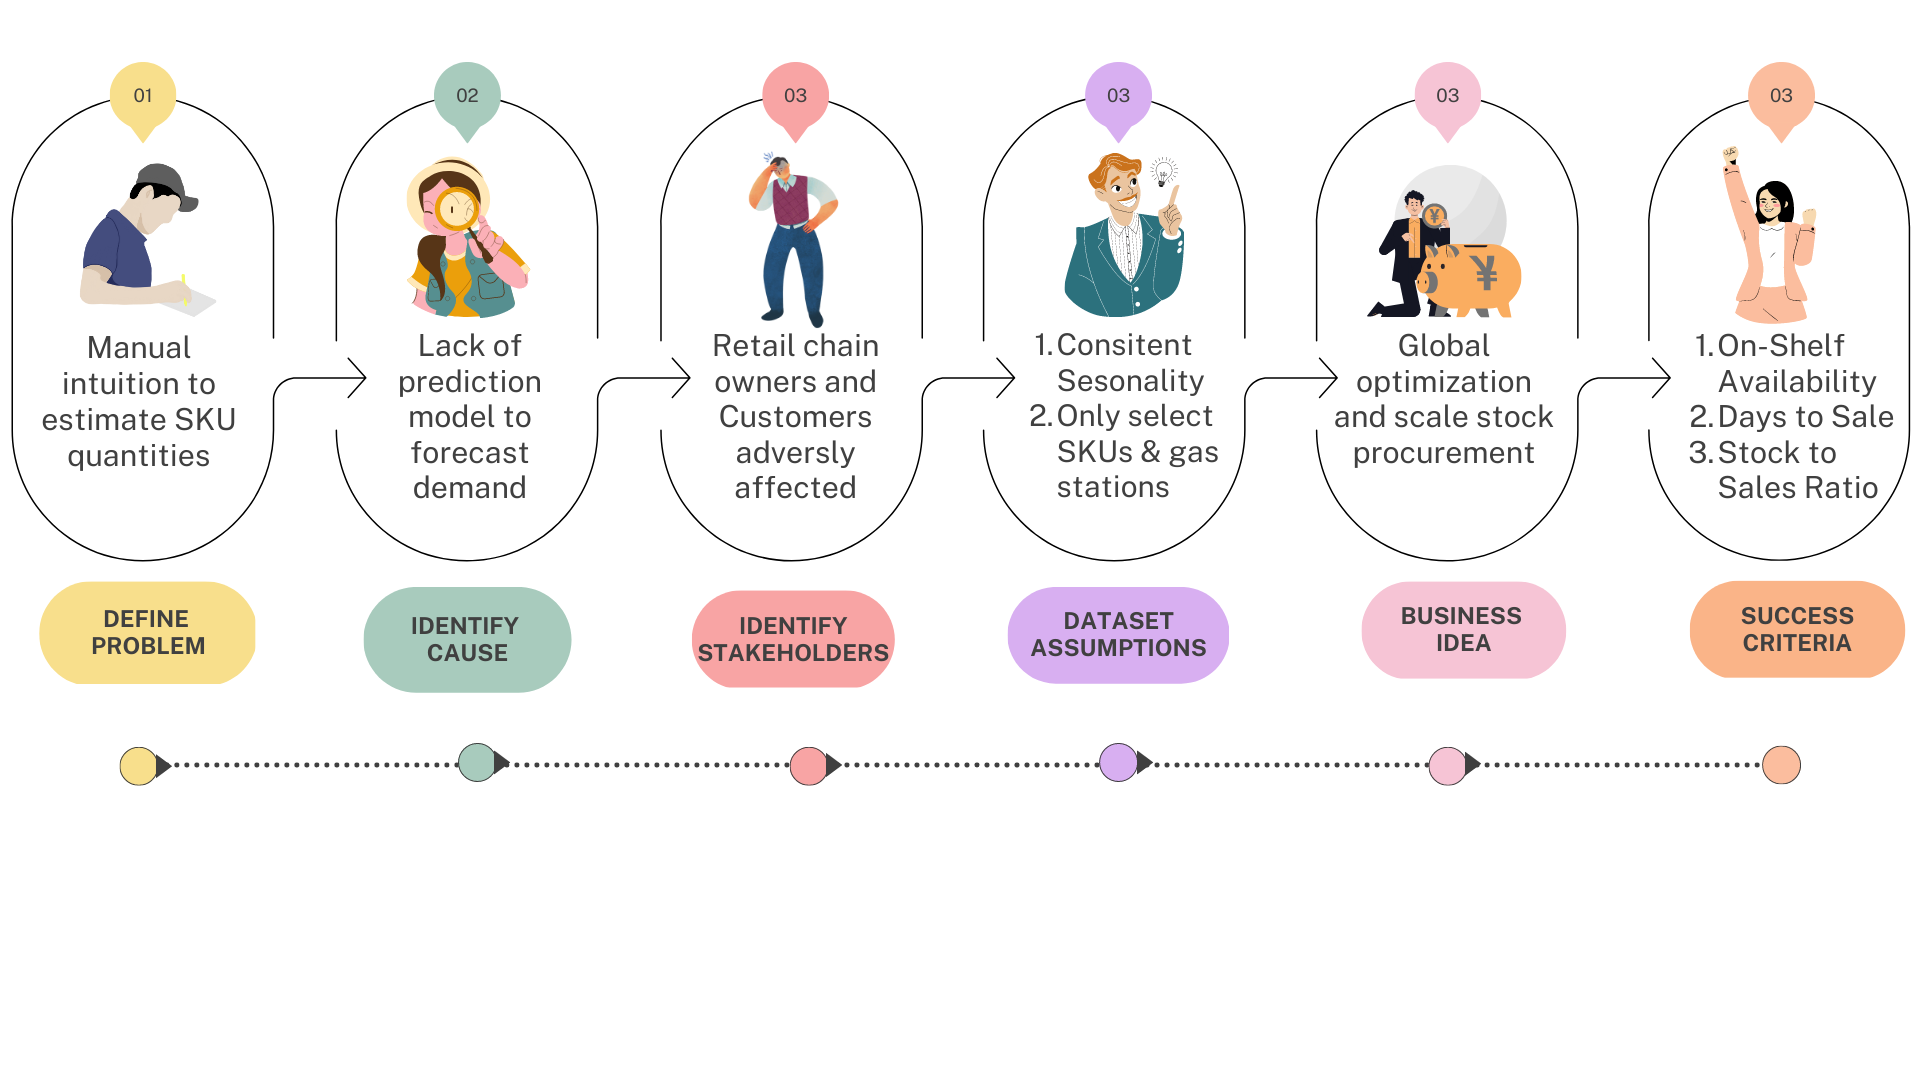 01
Manual
intuition to
estimate SKU
quantities
DEFINE
PROBLEM
02
Lack of
prediction
model to
forecast
demand
IDENTIFY
CAUSE
03
Retail chain
owners and
Customers
adversly
affected
IDENTIFY
STAKEHOLDERS
03
1. Consitent
Sesonality
2. Only select
SKUs & gas
stations
DATASET
ASSUMPTIONS
03
¥
¥
Global
optimization
and scale stock
procurement
BUSINESS
IDEA
03
1. On-Shelf
Availability
2. Days to Sale
3. Stock to
Sales Ratio
SUCCESS
CRITERIA